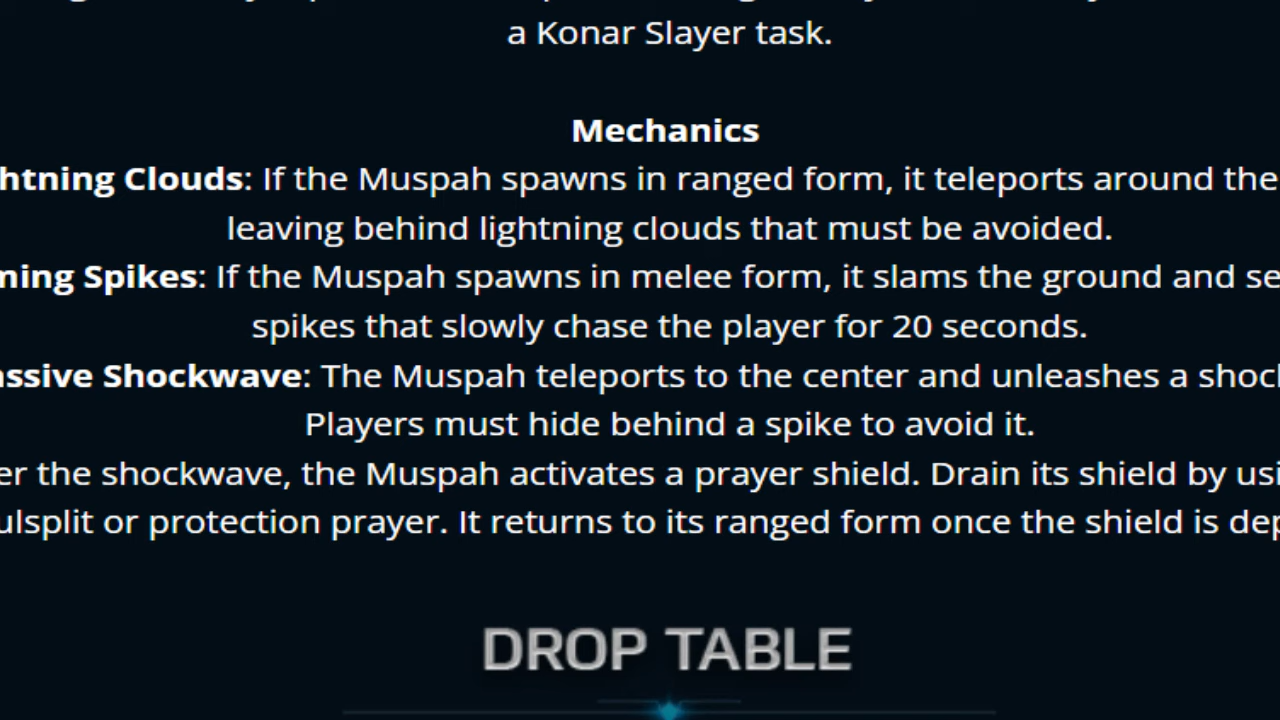 a Konar Slayer task.
Mechanics
htning Clouds: If the Muspah spawns in ranged form, it teleports around the
leaving behind lightning clouds that must be avoided.
ming Spikes: If the Muspah spawns in melee form, it slams the ground and se
spikes that slowly chase the player for 20 seconds.
assive Shockwave: The Muspah teleports to the center and unleashes a shock
Players must hide behind a spike to avoid it.
er the shockwave, the Muspah activates a prayer shield. Drain its shield by usi
ulsplit or protection prayer. It returns to its ranged form once the shield is dep
DROP TABLE